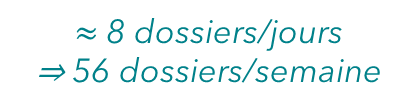 ≈ 8 dossiers/jours
⇒ 56 dossiers/semaine